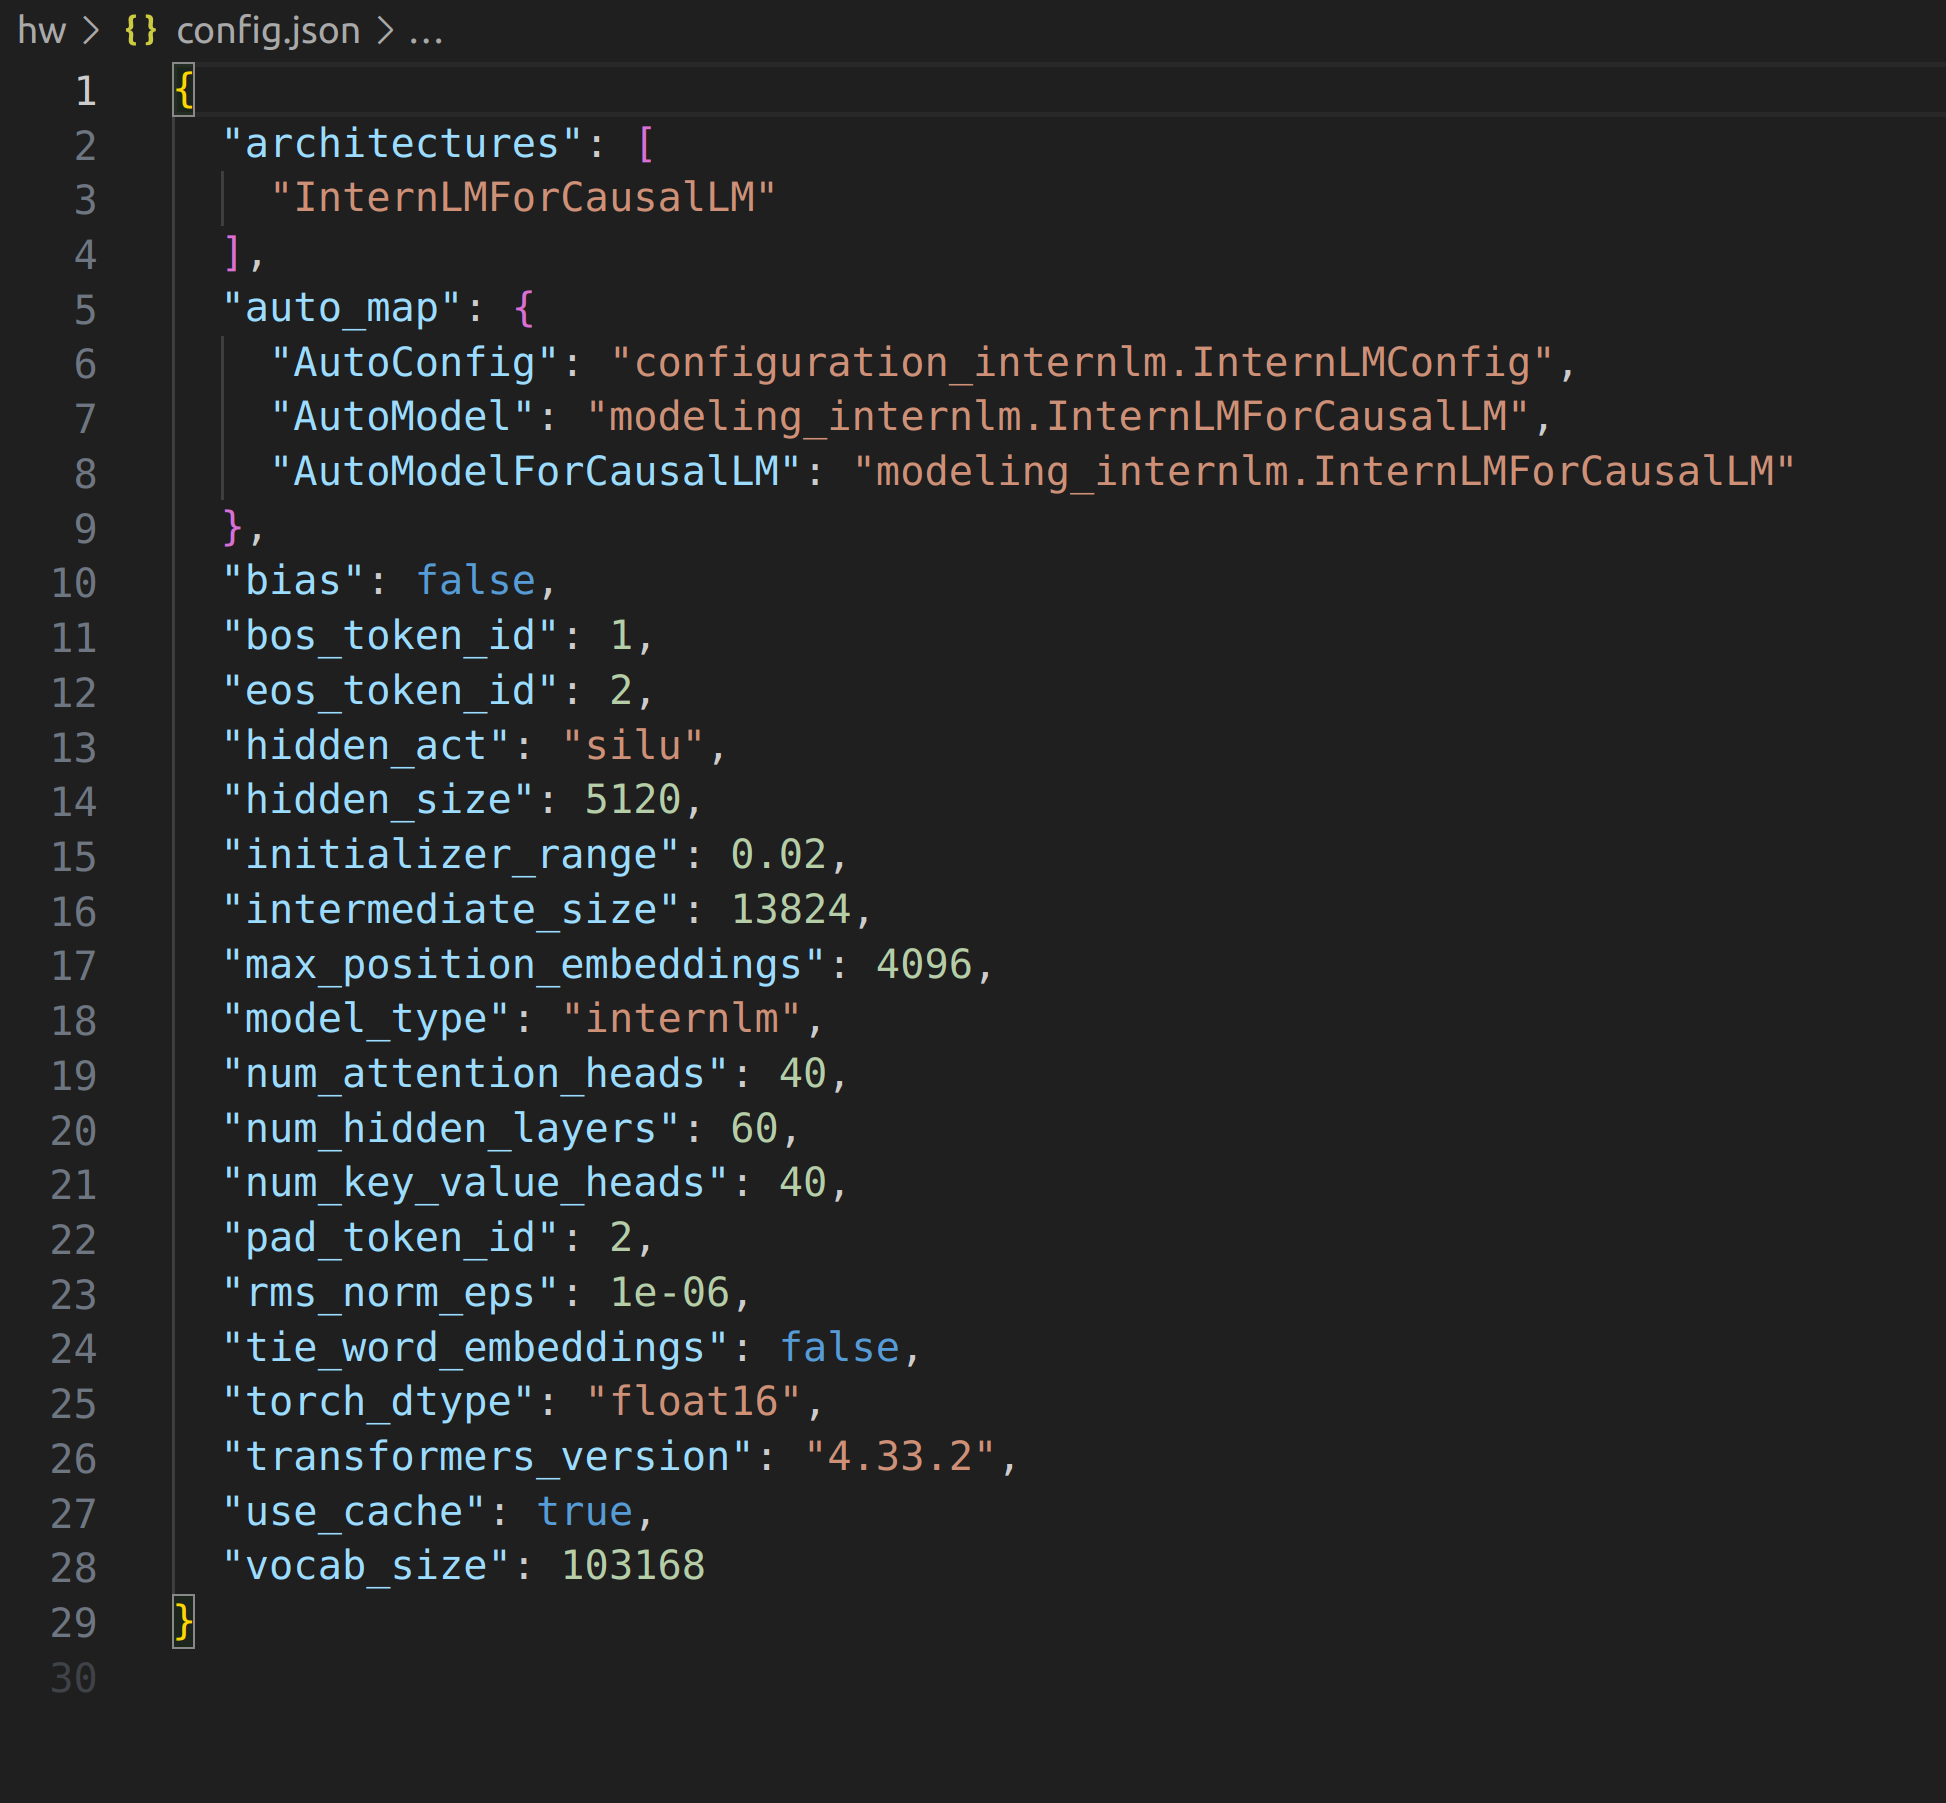 hw > {} config.json > ...
1 {
2 "architectures": [
3 "InternLMForCausalLM"
4 ],
5 "auto_map": {
6 "AutoConfig": "configuration_internlm.InternLMConfig",
7 "AutoModel": "modeling_internlm.InternLMForCausalLM",
8 "AutoModelForCausalLM": "modeling_internlm.InternLMForCausalLM"
9 },
10 "bias": false,
11 "bos_token_id": 1,
12 "eos_token_id": 2,
13 "hidden_act": "silu",
14 "hidden_size": 5120,
15 "initializer_range": 0.02,
16 "intermediate_size": 13824,
17 "max_position_embeddings": 4096,
18 "model_type": "internlm",
19 "num_attention_heads": 40,
20 "num_hidden_layers": 60,
21 "num_key_value_heads": 40,
22 "pad_token_id": 2,
23 "rms_norm_eps": 1e-06,
24 "tie_word_embeddings": false,
25 "torch_dtype": "float16",
26 "transformers_version": "4.33.2",
27 "use_cache": true,
28 "vocab_size": 103168
29 }
30